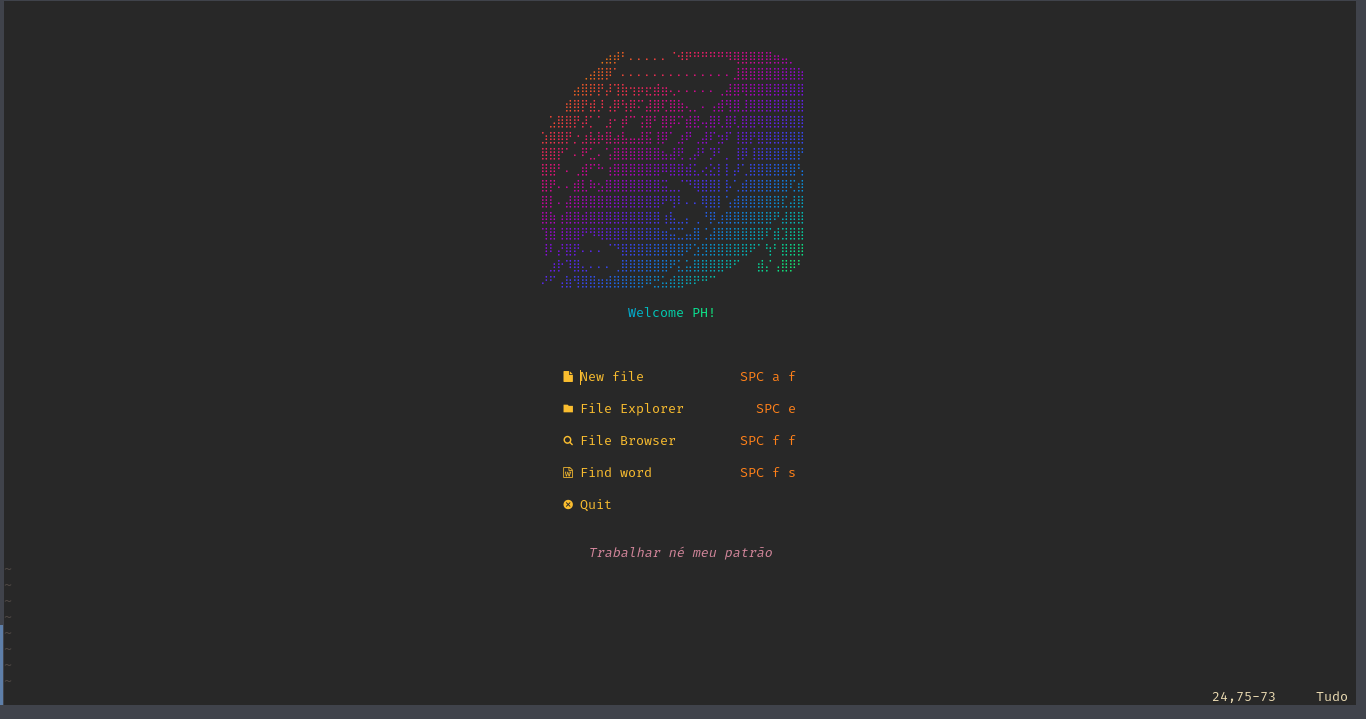 Welcome PH!
New file SPC a f
File Explorer SPC e
File Browser SPC f f
Find word SPC f s
Quit
Trabalhar né meu patrão
~
~
~
~
~
~
~
~
24,75-73 Tudo